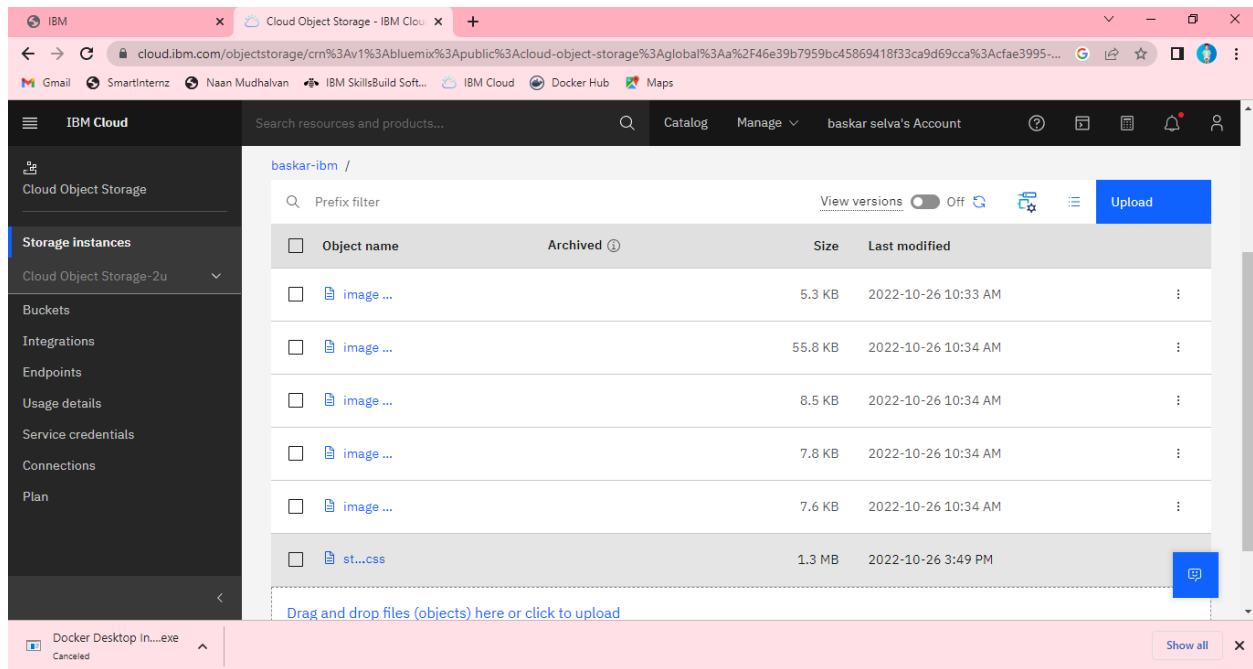 IBM
Cloud Object Storage - IBM Clou
cloud.ibm.com/objectstorage/crn%3Av1%3Abluemix%3Apublic%3Acloud-object-storage%3Aglobal%3Aa%2F46e39b7959bc45869418f33ca9d69cca%3Acfae3995-...
Gmail SmartInternz Naan Mudhalvan IBM SkillsBuild Soft... IBM Cloud Docker Hub Maps
IBM Cloud Search resources and products... Catalog Manage baskar selva's Account
Cloud Object Storage
Storage instances
Cloud Object Storage-2u
Buckets
Integrations
Endpoints
Usage details
Service credentials
Connections
Plan
baskar-ibm /
Prefix filter View versions Off Upload
Object name Archived Size Last modified
image ... 5.3 KB 2022-10-26 10:33 AM
image ... 55.8 KB 2022-10-26 10:34 AM
image ... 8.5 KB 2022-10-26 10:34 AM
image ... 7.8 KB 2022-10-26 10:34 AM
image ... 7.6 KB 2022-10-26 10:34 AM
st...css 1.3 MB 2022-10-26 3:49 PM
Drag and drop files (objects) here or click to upload
Docker Desktop In....exe
Canceled
Show all